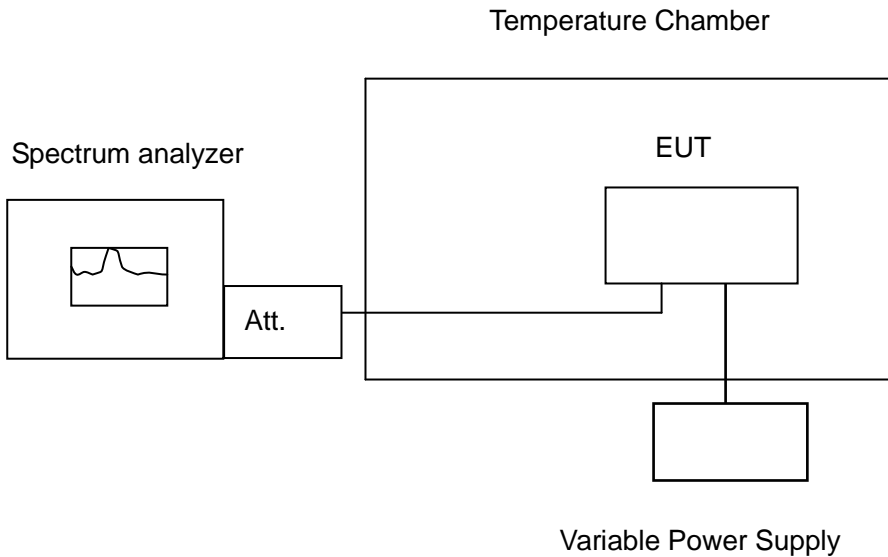 Temperature Chamber
Spectrum analyzer
EUT
Att.
Variable Power Supply